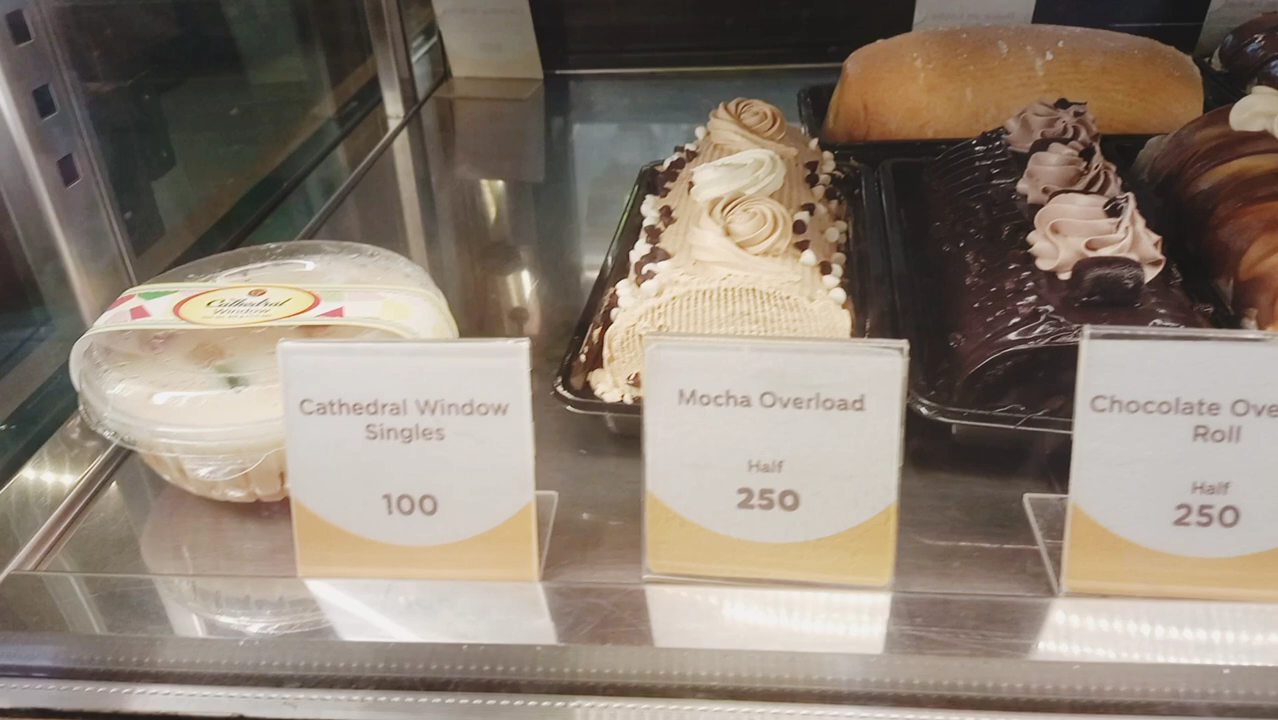 Cathedral
Window
Cathedral Window
Singles
100
Mocha Overload
Half
250
Chocolate Ove
Roll
Half
250